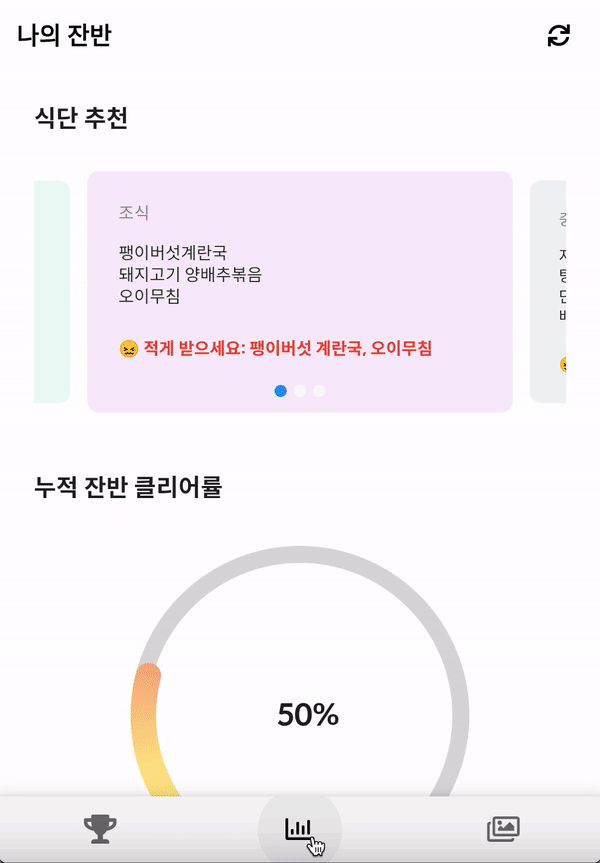 나의 잔반
식단 추천
조식
팽이버섯계란국
돼지고기 양배추볶음
오이무침
😖 적게 받으세요: 팽이버섯 계란국, 오이무침
누적 잔반 클리어률
50%